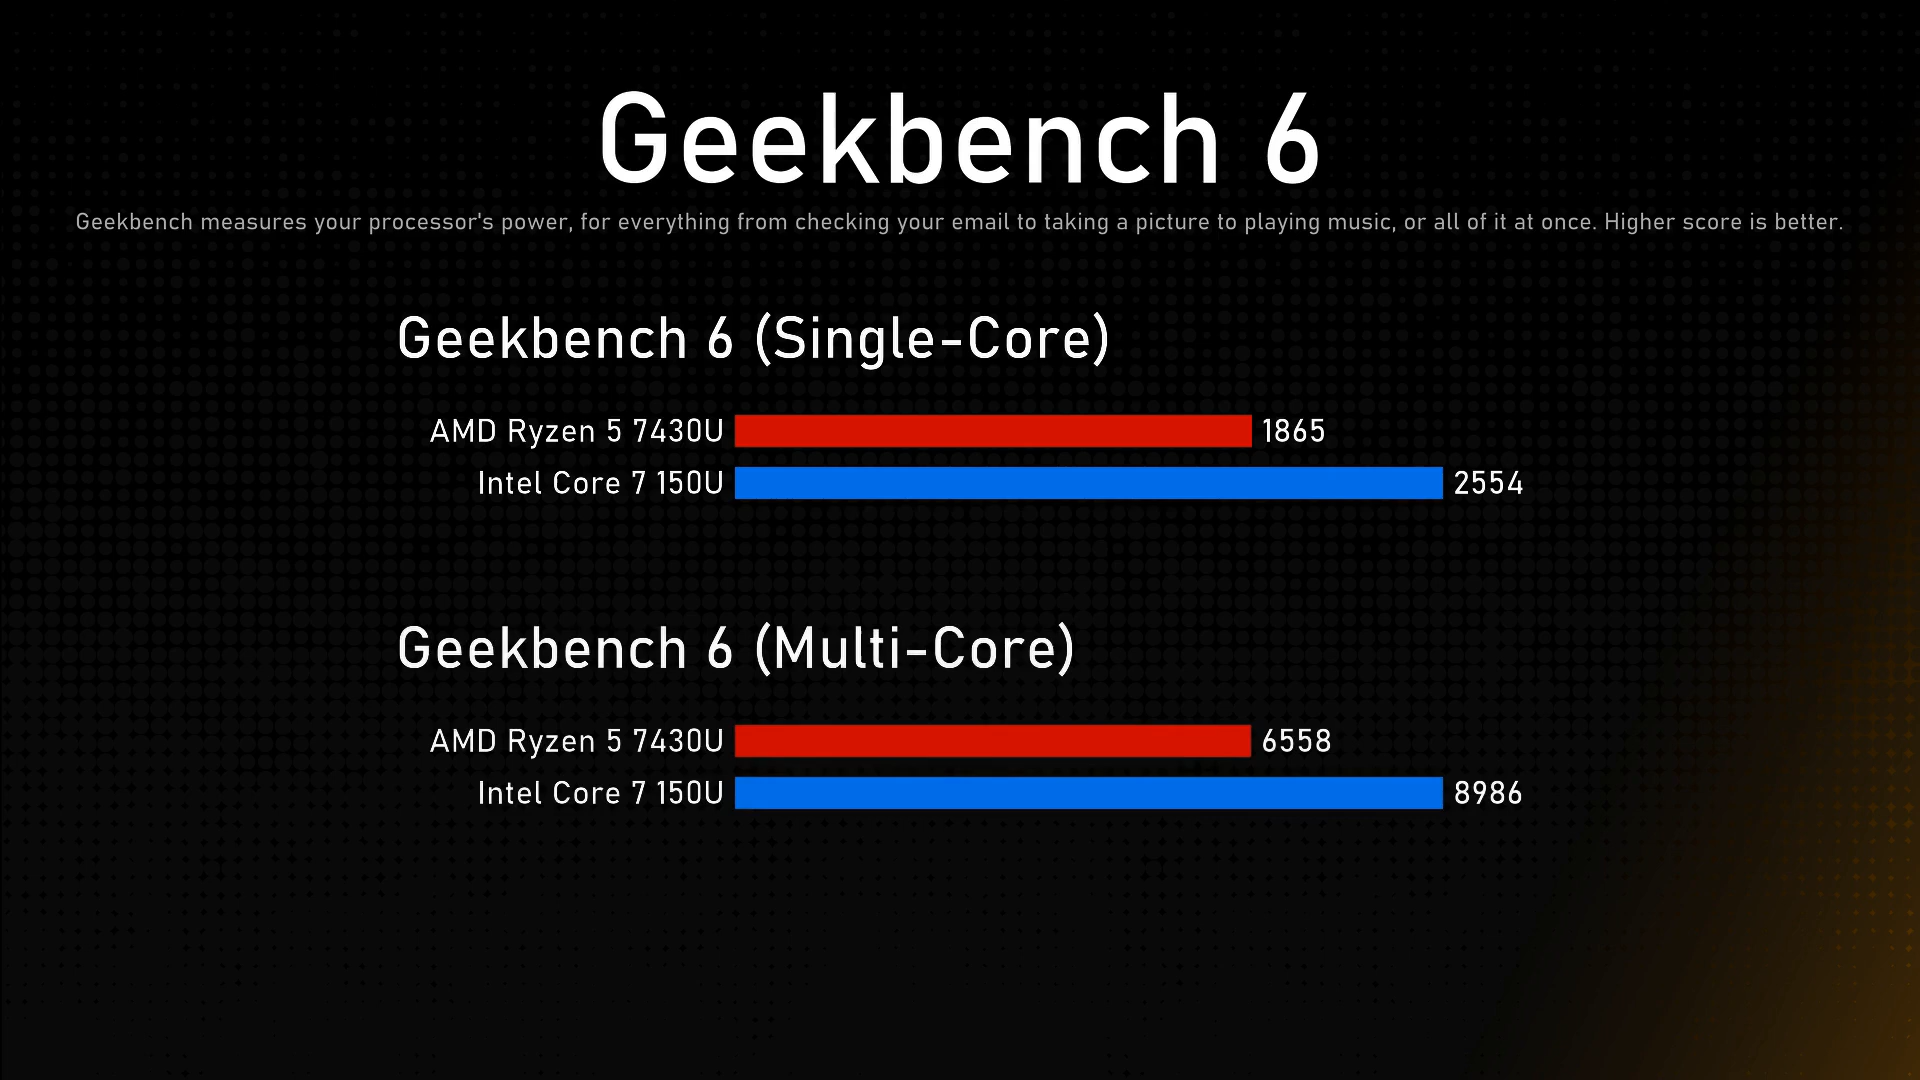 Geekbench 6
Geekbench measures your processor's power, for everything from checking your email to taking a picture to playing music, or all of it at once. Higher score is better.
Geekbench 6 (Single-Core)
AMD Ryzen 5 7430U 1865
Intel Core 7 150U 2554
Geekbench 6 (Multi-Core)
AMD Ryzen 5 7430U 6558
Intel Core 7 150U 8986